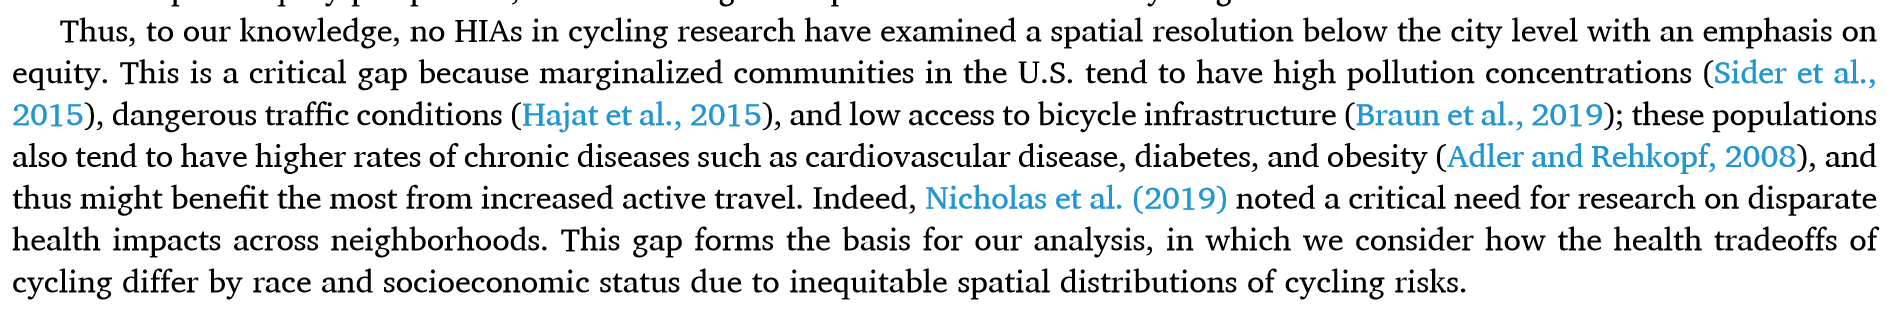 Thus, to our knowledge, no HIAs in cycling research have examined a spatial resolution below the city level with an emphasis on
equity. This is a critical gap because marginalized communities in the U.S. tend to have high pollution concentrations (Sider et al.,
2015), dangerous traffic conditions (Hajat et al., 2015), and low access to bicycle infrastructure (Braun et al., 2019); these populations
also tend to have higher rates of chronic diseases such as cardiovascular disease, diabetes, and obesity (Adler and Rehkopf, 2008), and
thus might benefit the most from increased active travel. Indeed, Nicholas et al. (2019) noted a critical need for research on disparate
health impacts across neighborhoods. This gap forms the basis for our analysis, in which we consider how the health tradeoffs of
cycling differ by race and socioeconomic status due to inequitable spatial distributions of cycling risks.